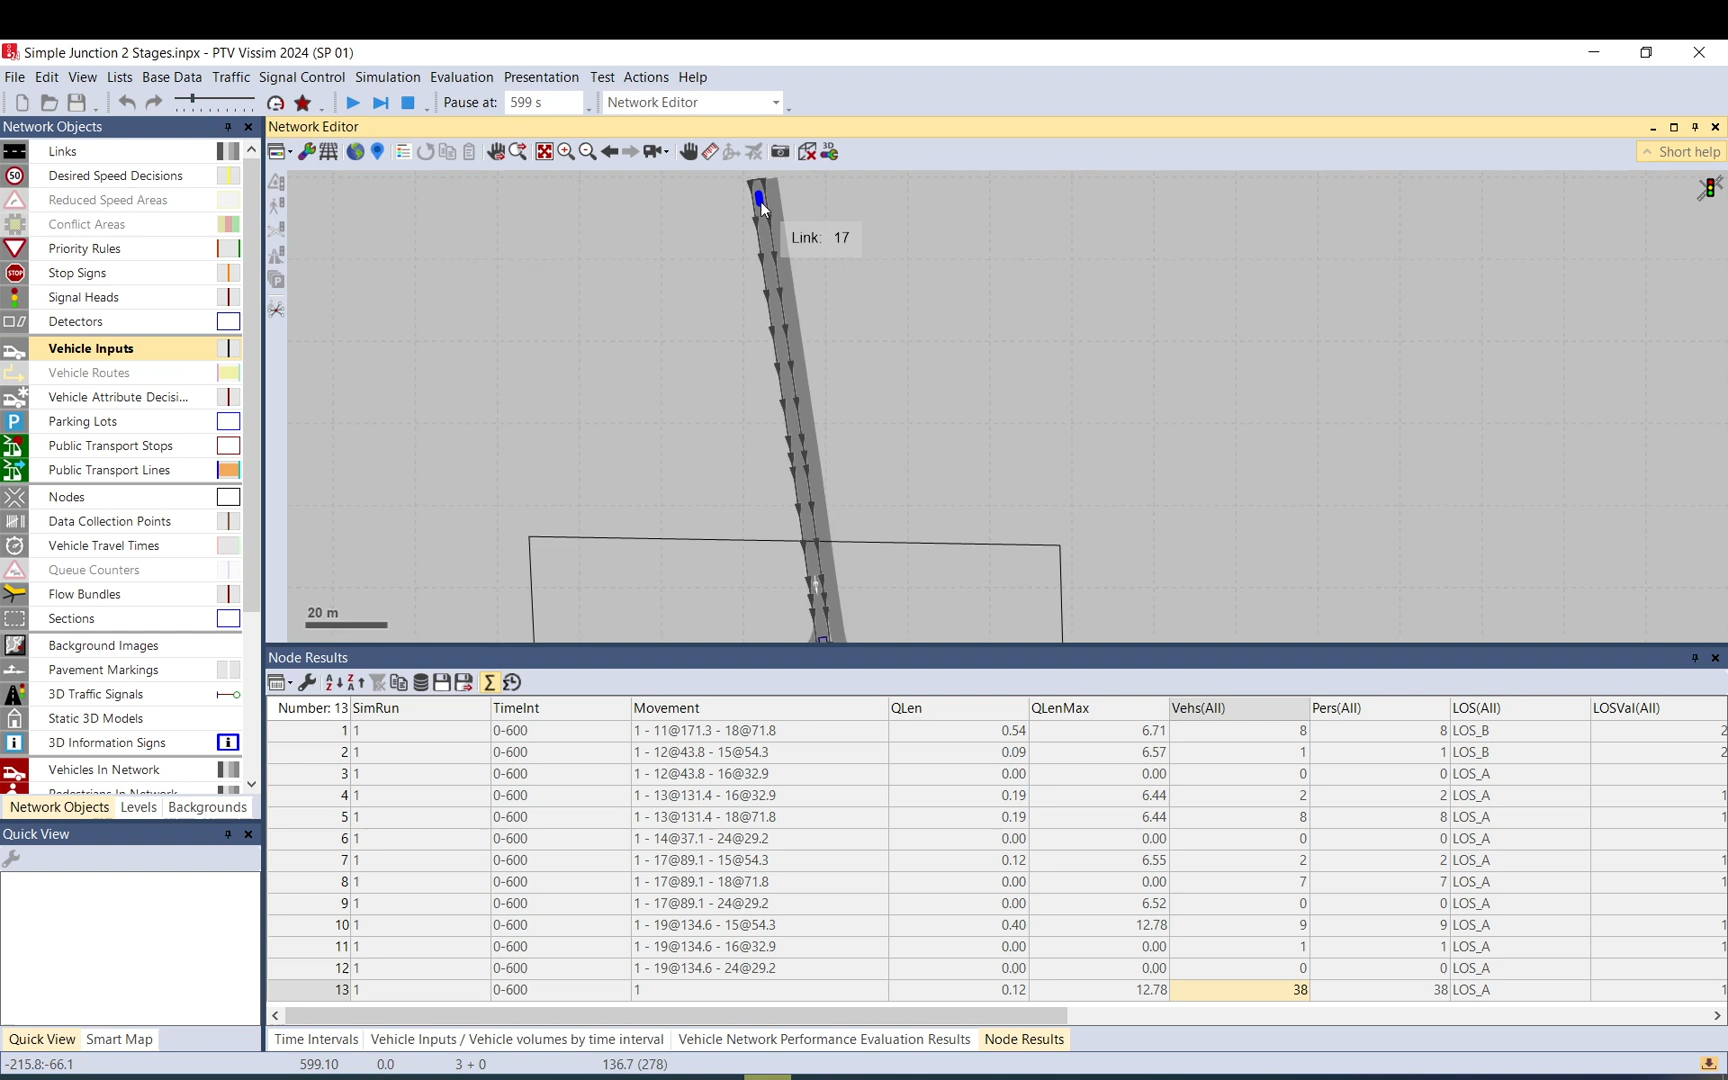 Simple Junction 2 Stages.inpx - PTV Vissim 2024 (SP 01)
File Edit View Lists Base Data Traffic Signal Control Simulation Evaluation Presentation Test Actions Help
Pause at: 599 s Network Editor
Network Objects
Network Editor
Short help
Links
50 Desired Speed Decisions
Reduced Speed Areas
Conflict Areas
Priority Rules
STOP Stop Signs
Signal Heads
Detectors
Vehicle Inputs
Vehicle Routes
Vehicle Attribute Decisi...
P Parking Lots
Public Transport Stops
Public Transport Lines
Nodes
Data Collection Points
Vehicle Travel Times
Queue Counters
Flow Bundles
Sections
Background Images
Pavement Markings
3D Traffic Signals
Static 3D Models
3D Information Signs
Vehicles In Network
Pedestrians In Network
Network Objects Levels Backgrounds
Quick View
Quick View Smart Map
Link: 17
20 m
Node Results
Number: 13 SimRun TimeInt Movement QLen QLenMax Vehs(All) Pers(All) LOS(All) LOSVal(All)
1 1 0-600 1 - 11@171.3 - 18@71.8 0.54 6.71 8 8 LOS_B 2
2 1 0-600 1 - 12@43.8 - 15@54.3 0.09 6.57 1 1 LOS_B 2
3 1 0-600 1 - 12@43.8 - 16@32.9 0.00 0.00 0 0 LOS_A
4 1 0-600 1 - 13@131.4 - 16@32.9 0.19 6.44 2 2 LOS_A 1
5 1 0-600 1 - 13@131.4 - 18@71.8 0.19 6.44 8 8 LOS_A 1
6 1 0-600 1 - 14@37.1 - 24@29.2 0.00 0.00 0 0 LOS_A
7 1 0-600 1 - 17@89.1 - 15@54.3 0.12 6.55 2 2 LOS_A 1
8 1 0-600 1 - 17@89.1 - 18@71.8 0.00 0.00 7 7 LOS_A 1
9 1 0-600 1 - 17@89.1 - 24@29.2 0.00 6.52 0 0 LOS_A
10 1 0-600 1 - 19@134.6 - 15@54.3 0.40 12.78 9 9 LOS_A 1
11 1 0-600 1 - 19@134.6 - 16@32.9 0.00 0.00 1 1 LOS_A 1
12 1 0-600 1 - 19@134.6 - 24@29.2 0.00 0.00 0 0 LOS_A
13 1 0-600 1 0.12 12.78 38 38 LOS_A 1
Time Intervals Vehicle Inputs / Vehicle volumes by time interval Vehicle Network Performance Evaluation Results Node Results
-215.8:-66.1 599.10 0.0 3 + 0 136.7 (278)